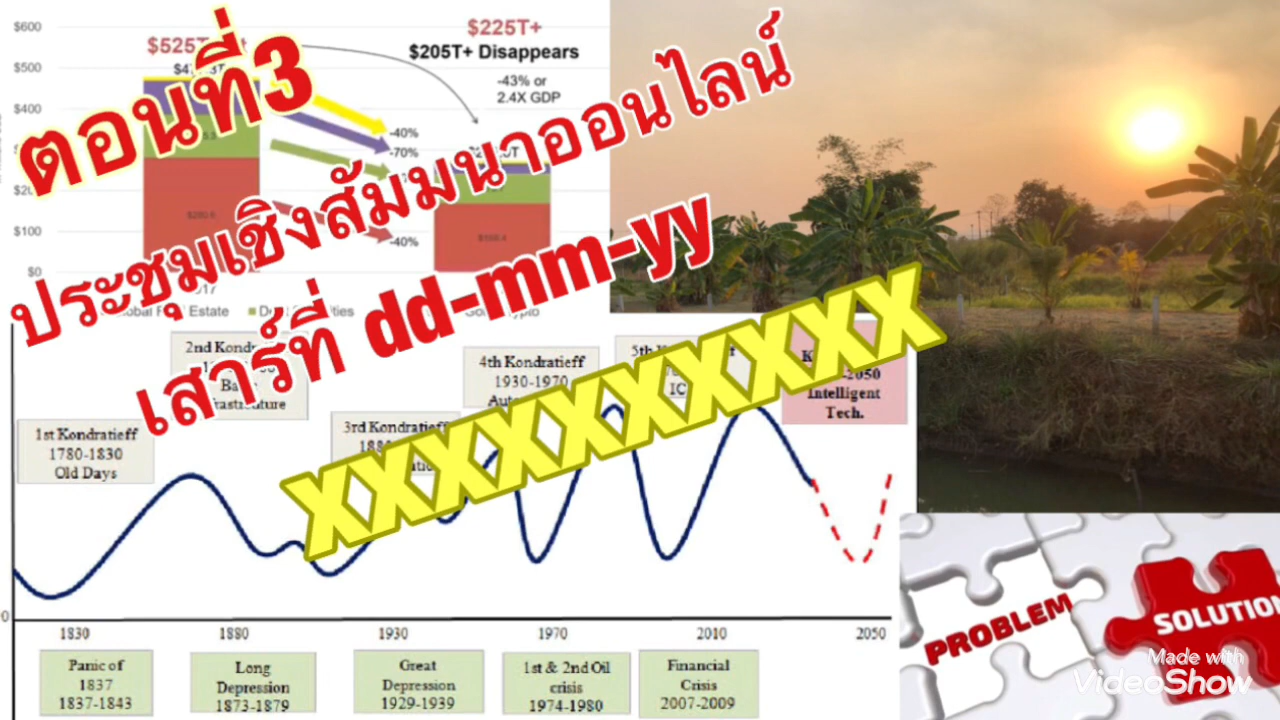 $600
$500
$400
$100
$0
$225T+
$205T+ Disappears
-43% or
2.4X GDP
-40%
-70%
-40%
ตอนที่3
ประชุมเชิงสัมมนาออนไลน์
เสาร์ที่ dd-mm-yy
xxxxxxxxxx
Estate
1st Kondratieff
1780-1830
Old Days
2nd
3rd Kondratieff
4th Kondratieff
1930-1970
5th
-2050
Intelligent
Tech.
1830
1880
1930
1970
2010
2050
Panic of
1837
1837-1843
Long
Depression
1873-1879
Great
Depression
1929-1939
1st & 2nd Oil
crisis
1974-1980
Financial
Crisis
2007-2009
PROBLEM
SOLUTION
Made with
VideoShow